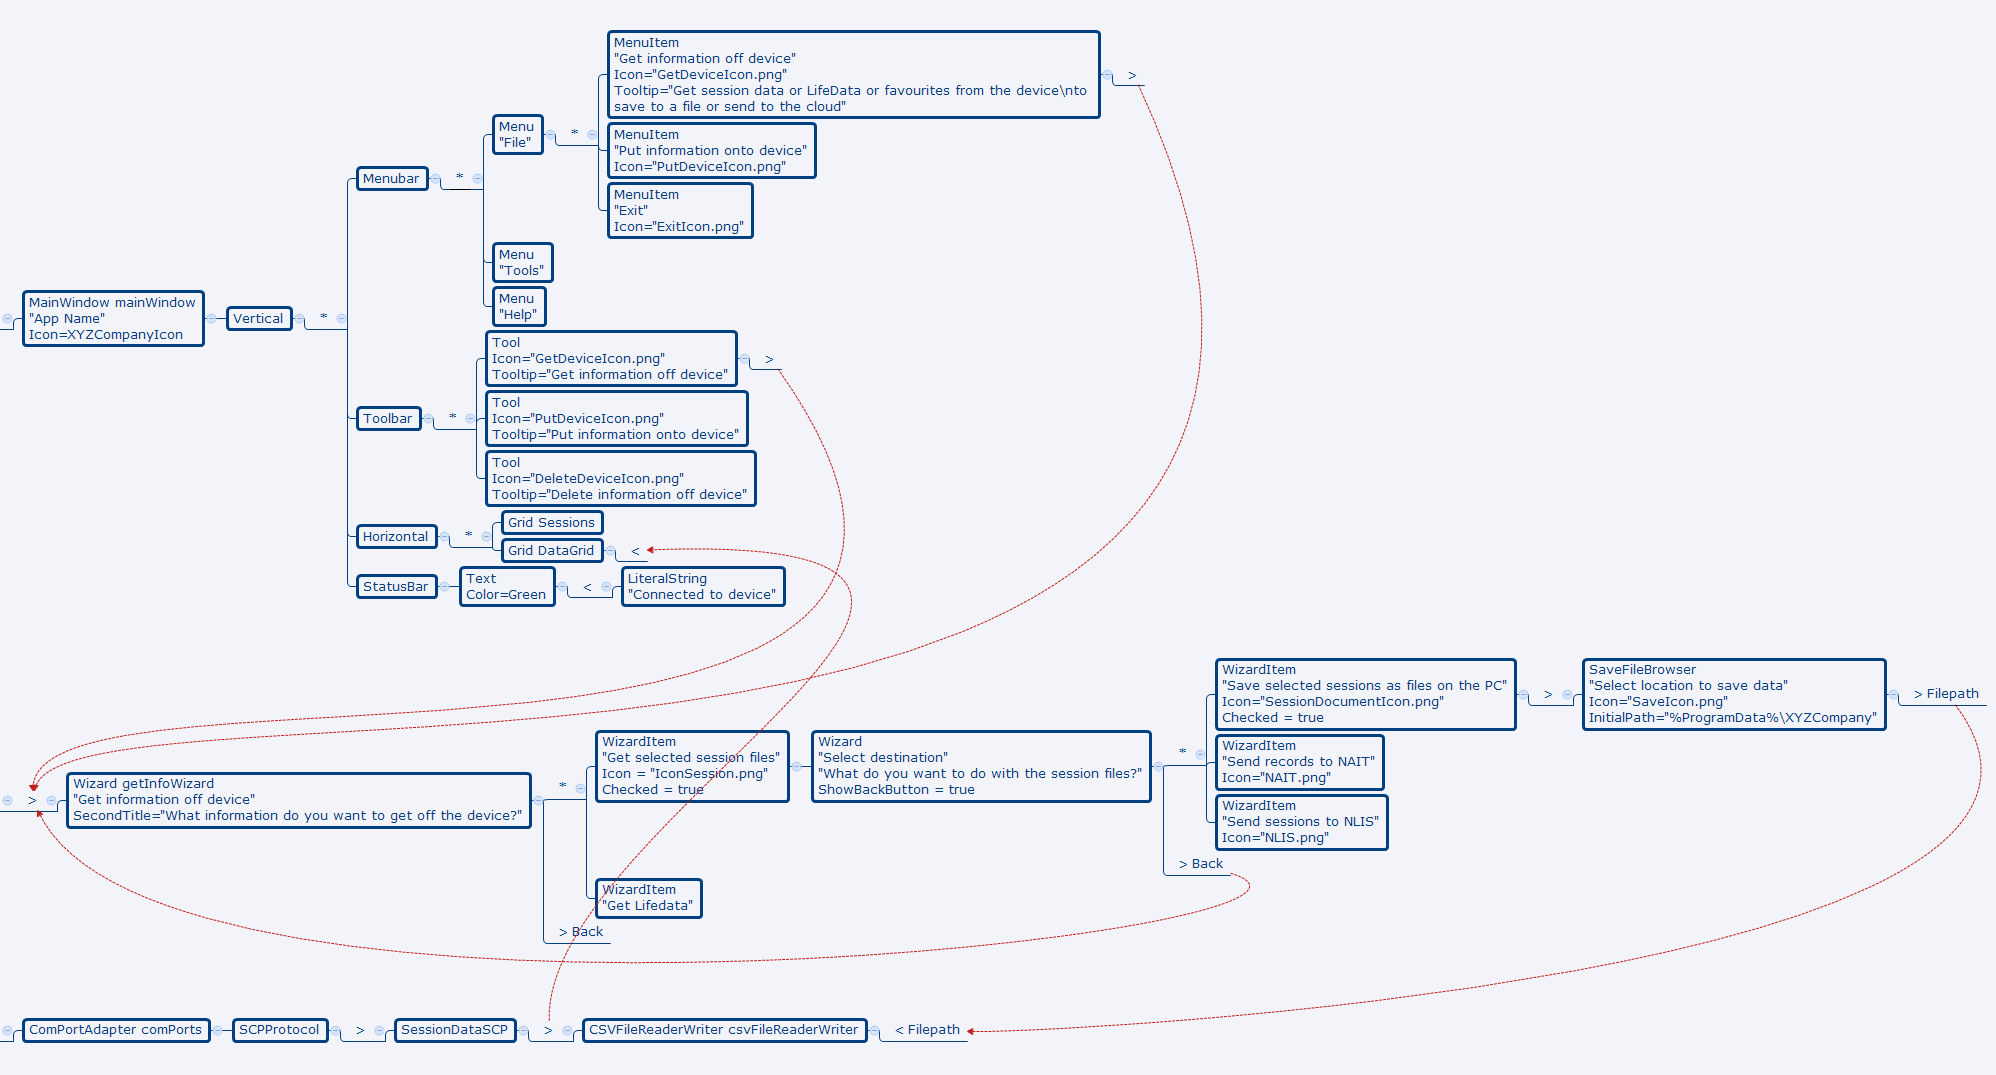 MenuItem
"Get information off device"
Icon="GetDeviceIcon.png"
Tooltip="Get session data or LifeData or favourites from the device\nto
save to a file or send to the cloud"
>
Menu
"File"
*
MenuItem
"Put information onto device"
Icon="PutDeviceIcon.png"
Menubar
*
MenuItem
"Exit"
Icon="ExitIcon.png"
Menu
"Tools"
Menu
"Help"
MainWindow mainWindow
"App Name"
Icon=XYZCompanyIcon
Vertical
*
Tool
Icon="GetDeviceIcon.png"
Tooltip="Get information off device"
>
Toolbar
*
Tool
Icon="PutDeviceIcon.png"
Tooltip="Put information onto device"
Tool
Icon="DeleteDeviceIcon.png"
Tooltip="Delete information off device"
Horizontal
*
Grid Sessions
Grid DataGrid
<
StatusBar
Text
Color=Green
<
LiteralString
"Connected to device"
>
Wizard getInfoWizard
"Get information off device"
SecondTitle="What information do you want to get off the device?"
*
WizardItem
"Get selected session files"
Icon = "IconSession.png"
Checked = true
Wizard
"Select destination"
"What do you want to do with the session files?"
ShowBackButton = true
*
WizardItem
"Save selected sessions as files on the PC"
Icon="SessionDocumentIcon.png"
Checked = true
>
SaveFileBrowser
"Select location to save data"
Icon="SaveIcon.png"
InitialPath="%ProgramData%\XYZCompany"
> Filepath
WizardItem
"Send records to NAIT"
Icon="NAIT.png"
WizardItem
"Send sessions to NLIS"
Icon="NLIS.png"
> Back
WizardItem
"Get Lifedata"
> Back
ComPortAdapter comPorts
SCPProtocol
>
SessionDataSCP
>
CSVFileReaderWriter csvFileReaderWriter
< Filepath